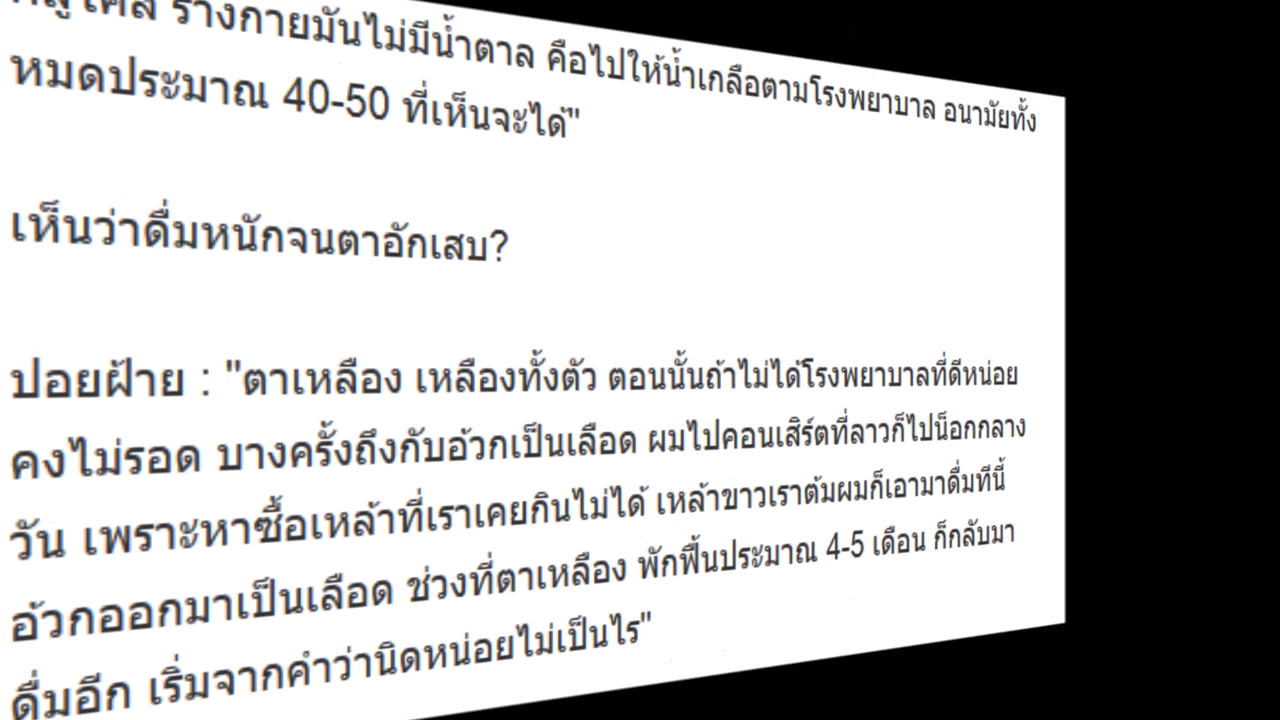 ร่างกายมันไม่มีน้ำตาล คือไปให้น้ำเกลือตามโรงพยาบาล อนามัยทั้ง
หมดประมาณ 40-50 ที่เห็นจะได้"
เห็นว่าดื่มหนักจนตาอักเสบ?
ปอยฝ้าย : "ตาเหลือง เหลืองทั้งตัว ตอนนั้นถ้าไม่ได้โรงพยาบาลที่ดีหน่อย
คงไม่รอด บางครั้งถึงกับอ้วกเป็นเลือด ผมไปคอนเสิร์ตที่ลาวก็ไปน็อกกลาง
วัน เพราะหาซื้อเหล้าที่เราเคยกินไม่ได้ เหล้าขาวเราต้มผมก็เอามาดื่มทีนี้
อ้วกออกมาเป็นเลือด ช่วงที่ตาเหลือง พักฟื้นประมาณ 4-5 เดือน ก็กลับมา
ดื่มอีก เริ่มจากคำว่านิดหน่อยไม่เป็นไร"